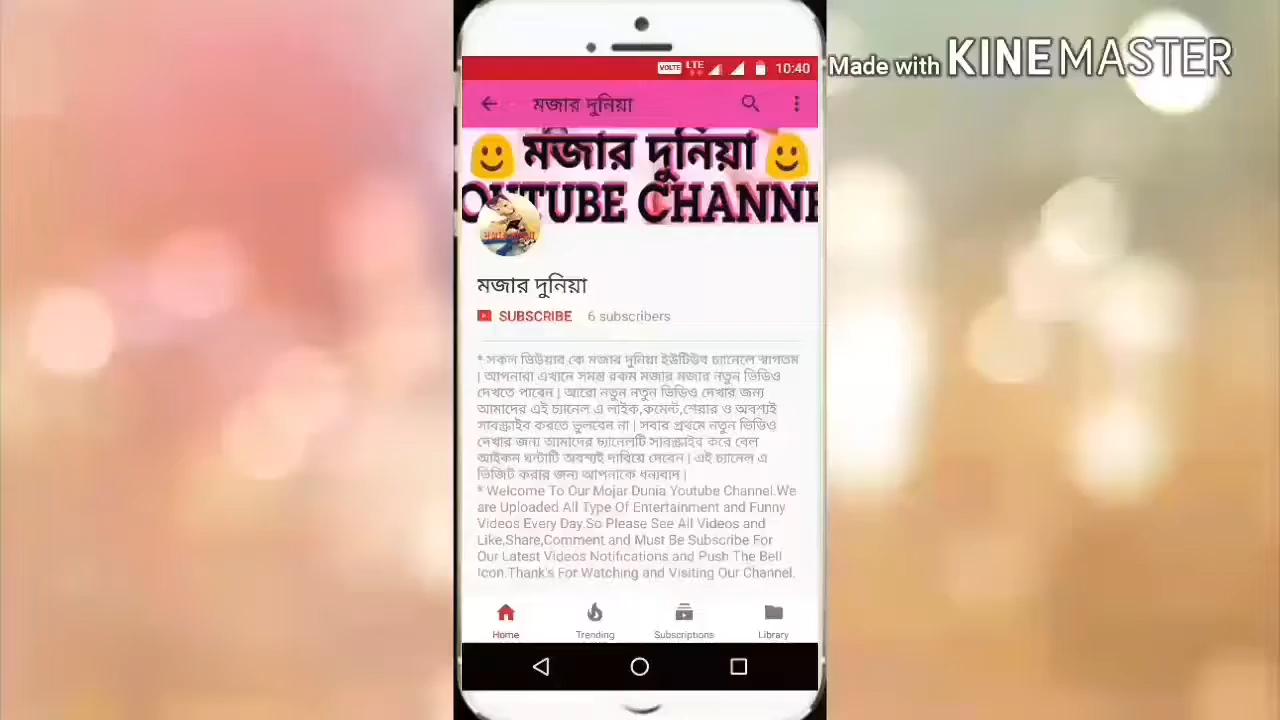 Made with KINEMASTER
VOLTE LTE 10:40
মজার দুনিয়া
মজার দুনিয়া
YOUTUBE CHANNE
মজার দুনিয়া
SUBSCRIBE 6 subscribers
* সকল ভিউয়ার কে মজার দুনিয়া ইউটিউব চ্যানেলে স্বাগতম
| আপনারা এখানে সমস্ত রকম মজার মজার নতুন ভিডিও
দেখতে পাবেন | আরো নতুন নতুন ভিডিও দেখার জন্য
আমাদের এই চ্যানেল এ লাইক,কমেন্ট,শেয়ার ও অবশ্যই
সাবস্ক্রাইব করতে ভুলবেন না | সবার প্রথমে নতুন ভিডিও
দেখার জন্য আমাদের চ্যানেলটি সাবস্ক্রাইব করে বেল
আইকন ঘন্টাটি অবশ্যই দাবিয়ে দেবেন | এই চ্যানেল এ
ভিজিট করার জন্য আপনাকে ধন্যবাদ |
* Welcome To Our Mojar Dunia Youtube Channel.We
are Uploaded All Type Of Entertainment and Funny
Videos Every Day.So Please See All Videos and
Like,Share,Comment and Must Be Subscribe For
Our Latest Videos Notifications and Push The Bell
Icon.Thank's For Watching and Visiting Our Channel.
Home Trending Subscriptions Library